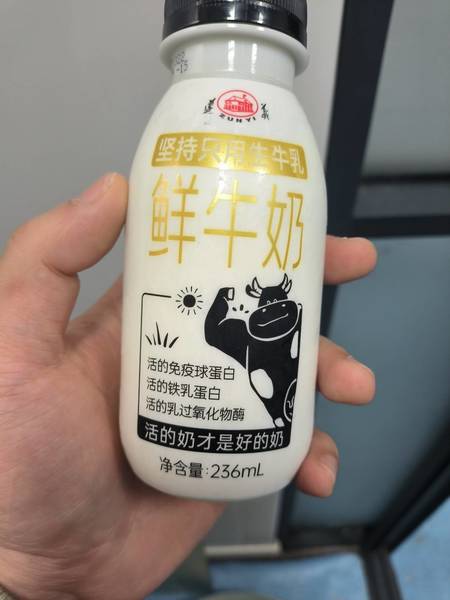 遵義
ZUNYI
坚持只用生牛乳
鲜牛奶
活的免疫球蛋白
活的铁乳蛋白
活的乳过氧化物酶
活的奶才是好的奶
净含量:236mL